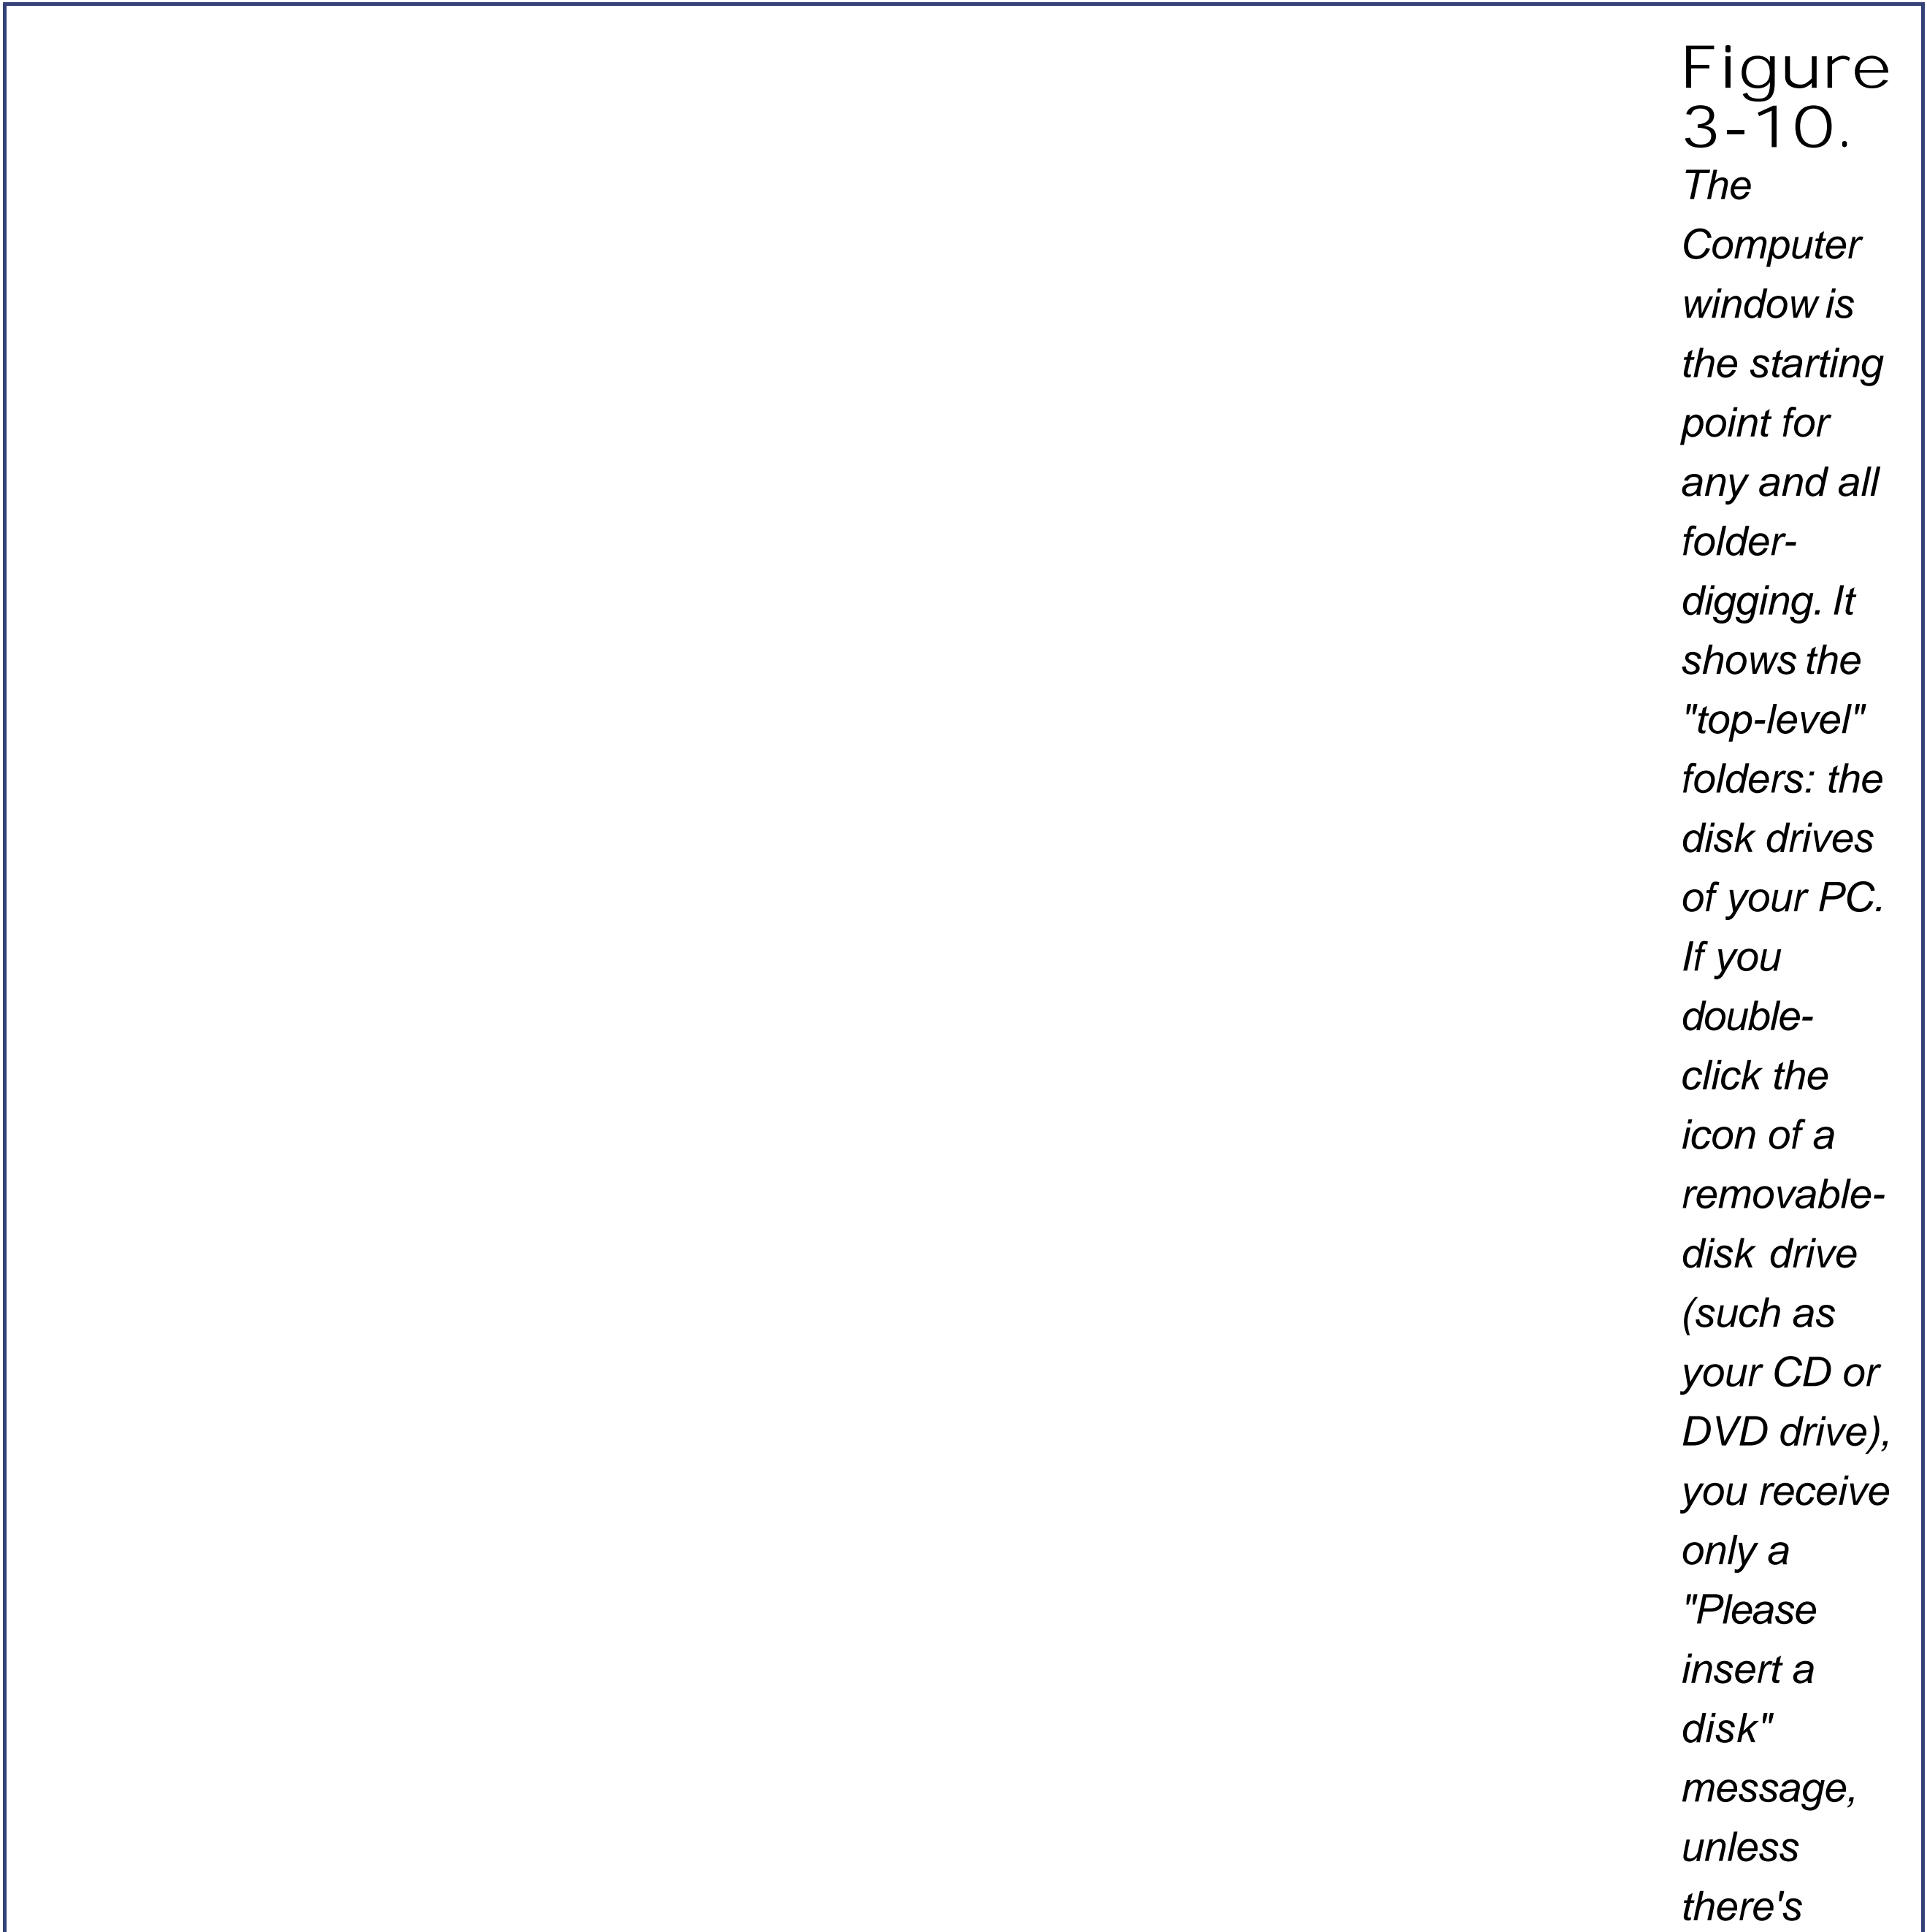 Figure
3-10.
The
Computer
window is
the starting
point for
any and all
folder-
digging. It
shows the
"top-level"
folders: the
disk drives
of your PC.
If you
double-
click the
icon of a
removable-
disk drive
(such as
your CD or
DVD drive),
you receive
only a
"Please
insert a
disk"
message,
unless
there's